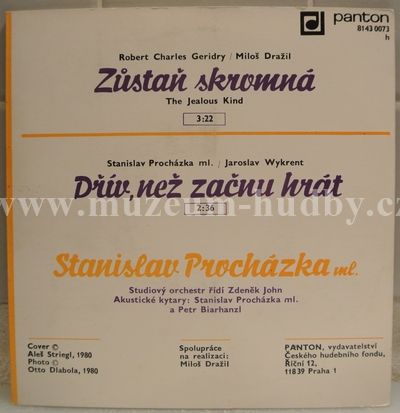 panton
8143 0073
h
Robert Charles Geridry / Miloš Dražil
Zůstaň skromná
The Jealous Kind
3:22
Stanislav Procházka ml. / Jaroslav Wykrent
Dřív, než začnu hrát
www.muzeum-hudby.cz
2:36
Stanislav Procházka ml.
Studiový orchestr řídí Zdeněk John
Akustické kytary: Stanislav Procházka ml.
a Petr Biarhanzl
Cover ©
Aleš Striegl, 1980
Photo ©
Otto Dlabola, 1980
Spolupráce
na realizaci:
Miloš Dražil
PANTON, vydavatelství
Českého hudebního fondu,
Říční 12,
11839 Praha 1